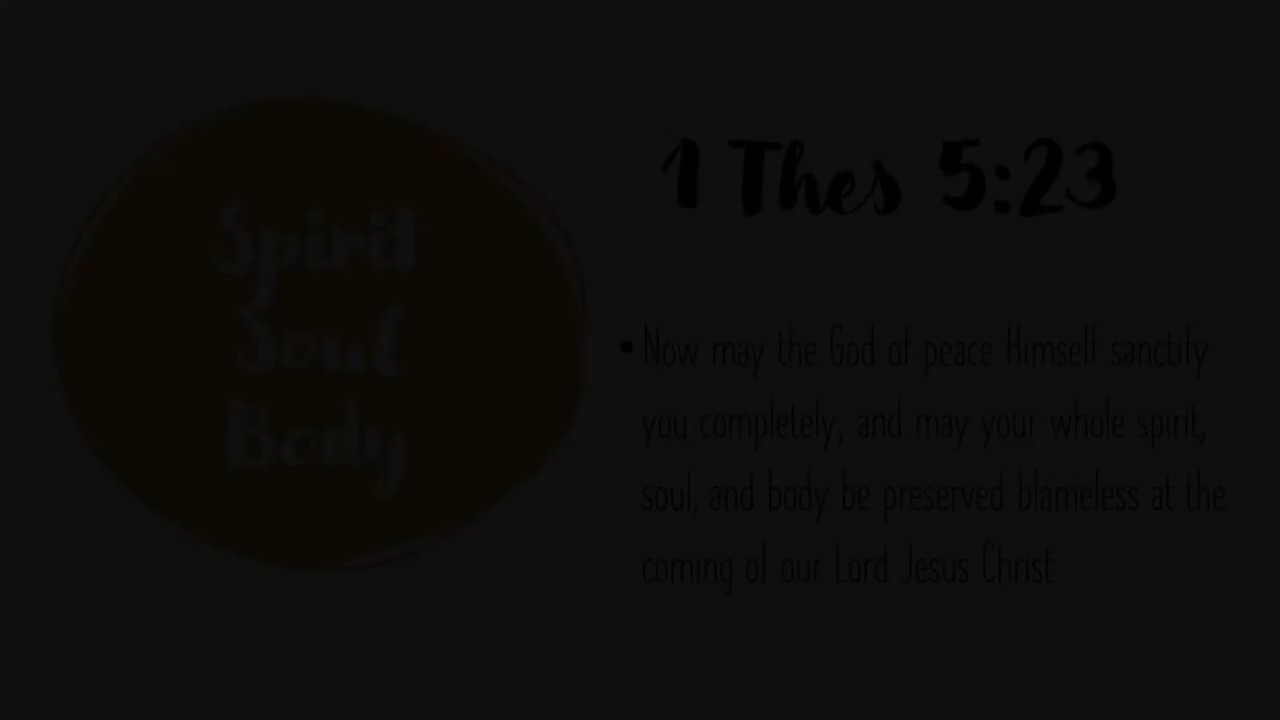 Spirit
Soul
Body
1 Thes 5:23
• Now may the God of peace Himself sanctify
you completely, and may your whole spirit,
soul, and body be preserved blameless at the
coming of our Lord Jesus Christ